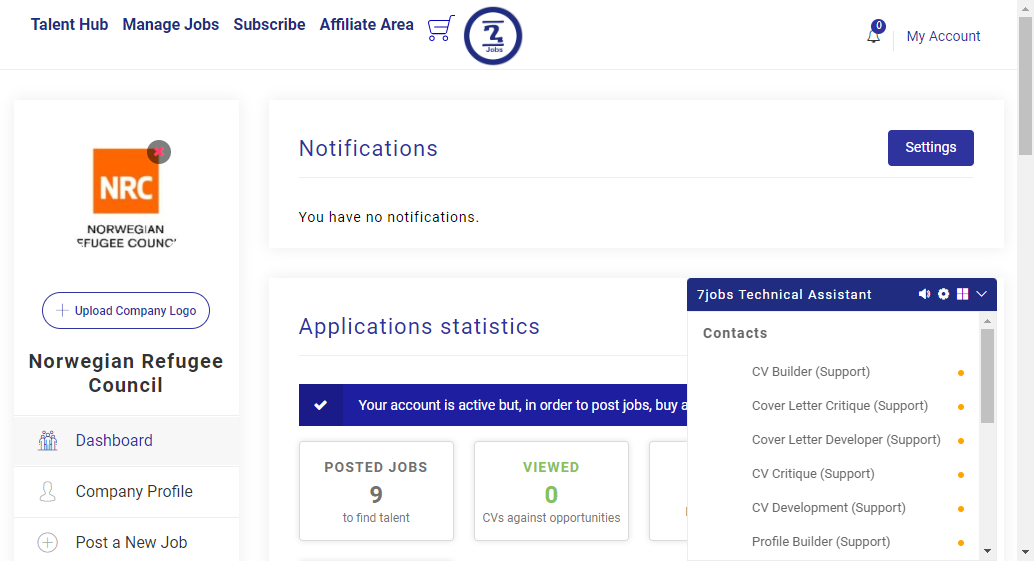 Talent Hub Manage Jobs Subscribe Affiliate Area
7 Jobs
0
My Account
NRC
NORWEGIAN
REFUGEE COUNCIL
Upload Company Logo
Norwegian Refugee
Council
Dashboard
Company Profile
Post a New Job
Notifications
Settings
You have no notifications.
Applications statistics
Your account is active but, in order to post jobs, buy
POSTED JOBS
9
to find talent
VIEWED
0
CVs against opportunities
7jobs Technical Assistant
Contacts
CV Builder (Support)
Cover Letter Critique (Support)
Cover Letter Developer (Support)
CV Critique (Support)
CV Development (Support)
Profile Builder (Support)